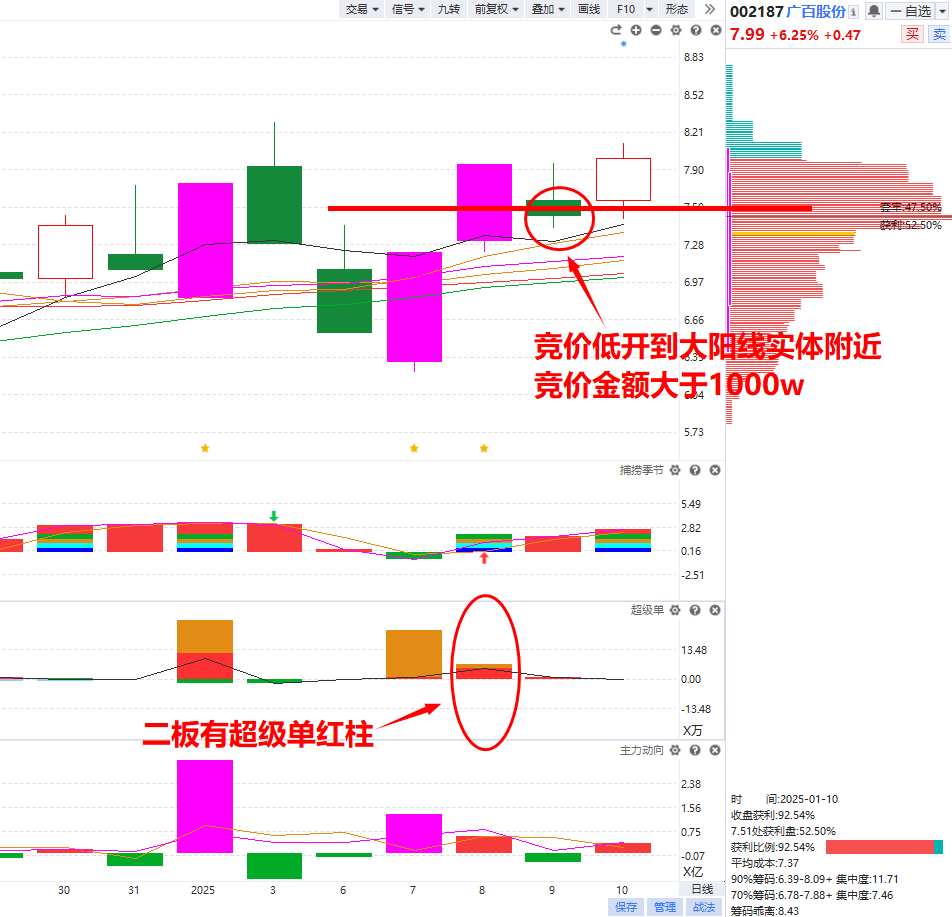 交易 信号 九转 前复权 叠加 画线 F10 形态
002187 广百股份 自选
7.99 +6.25% +0.47 买 卖
8.83
8.52
8.21
7.90
7.28
6.97
6.66
5.73
套牢:47.50%
获利:52.50%
竞价低开到大阳线实体附近
竞价金额大于1000w
捕捞季节
5.49
2.82
0.16
-2.51
超级单
13.48
0.00
-13.48
X万
二板有超级单红柱
主力动向
2.38
1.56
0.75
-0.07
X亿
30 31 2025 3 6 7 8 9 10 日线
保存 管理 战法
时 间:2025-01-10
收盘获利:92.54%
7.51处获利盘:52.50%
获利比例:92.54%
平均成本:7.37
90%筹码:6.39-8.09+ 集中度:11.71
70%筹码:6.78-7.88+ 集中度:7.46
筹码乖离:8.43